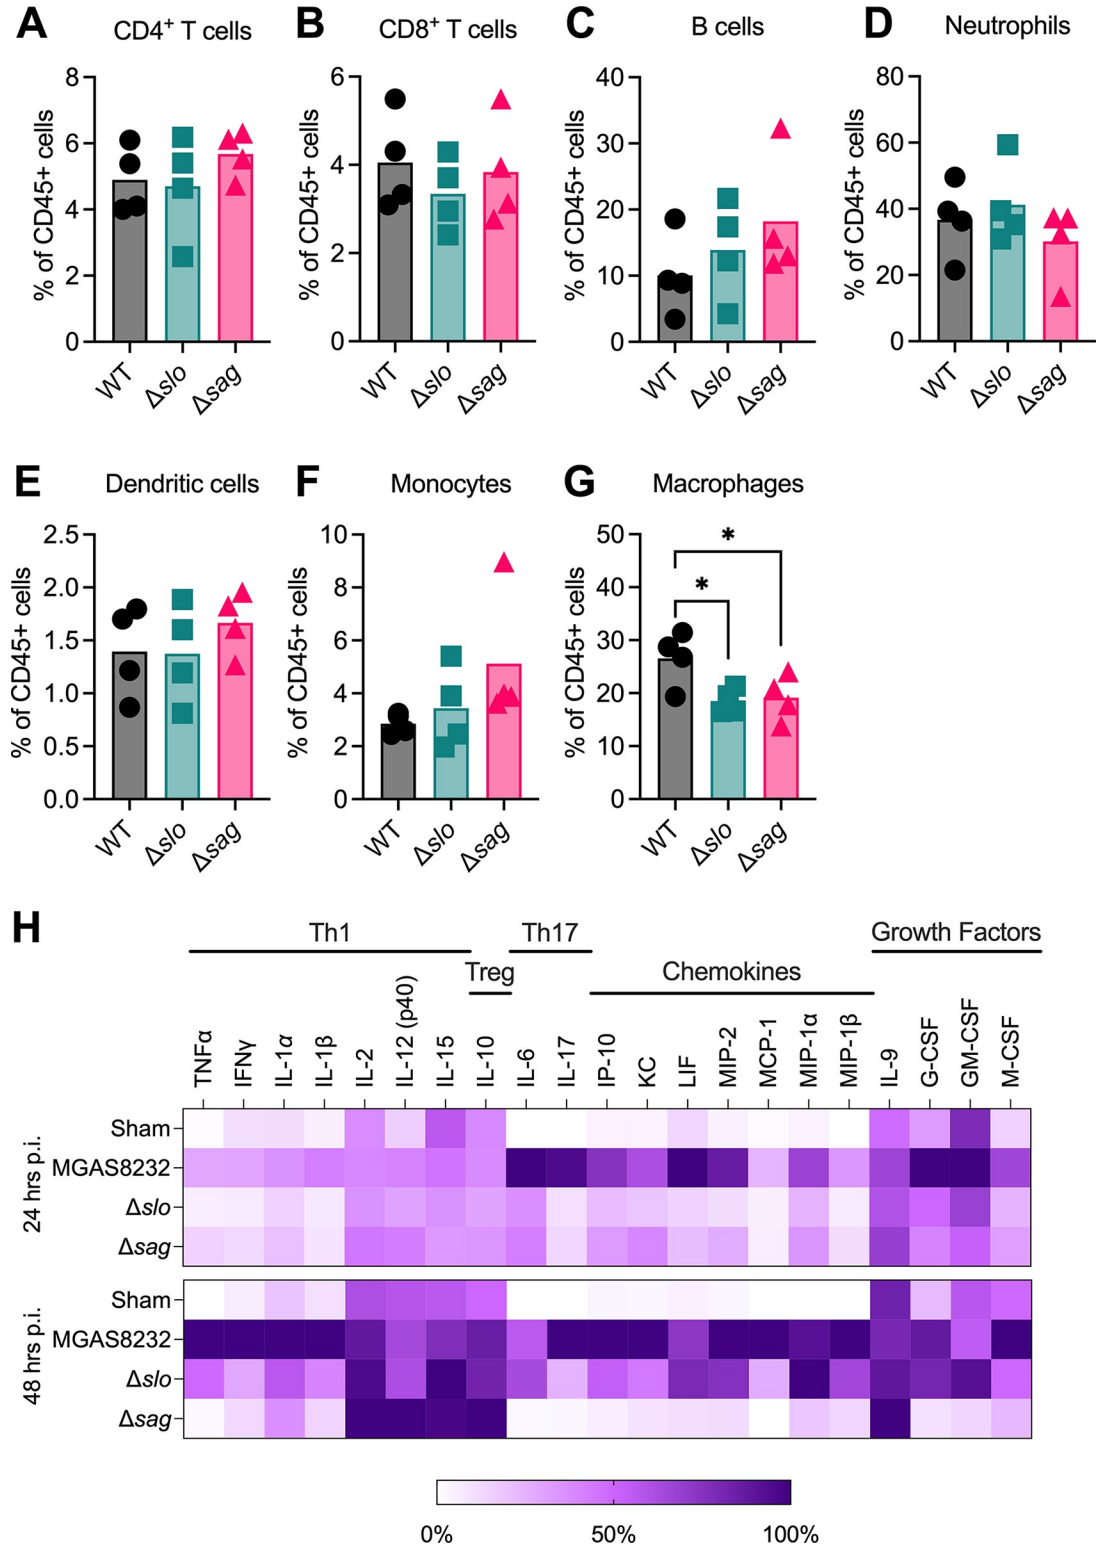 A CD4+ T cells
% of CD45+ cells
8
6
4
2
0
WT Δslo Δsag
B CD8+ T cells
% of CD45+ cells
6
4
2
0
WT Δslo Δsag
C B cells
% of CD45+ cells
40
30
20
10
0
WT Δslo Δsag
D Neutrophils
% of CD45+ cells
80
60
40
20
0
WT Δslo Δsag
E Dendritic cells
% of CD45+ cells
2.5
2.0
1.5
1.0
0.5
0.0
WT Δslo Δsag
F Monocytes
% of CD45+ cells
10
8
6
4
2
0
WT Δslo Δsag
G Macrophages
% of CD45+ cells
50
40
30
20
10
0
*
*
WT Δslo Δsag
H
Th1 Th17 Growth Factors
Treg Chemokines
TNFα IFNγ IL-1α IL-1β IL-2 IL-12 (p40) IL-15 IL-10 IL-6 IL-17 IP-10 KC LIF MIP-2 MCP-1 MIP-1α MIP-1β IL-9 G-CSF GM-CSF M-CSF
24 hrs p.i.
Sham
MGAS8232
Δslo
Δsag
48 hrs p.i.
Sham
MGAS8232
Δslo
Δsag
0% 50% 100%